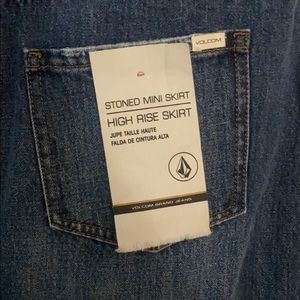 VOLCOM
STONED MINI SKIRT
HIGH RISE SKIRT
JUPE TAILLE HAUTE
FALDA DE CINTURA ALTA
VOLCOM BRAND JEANS